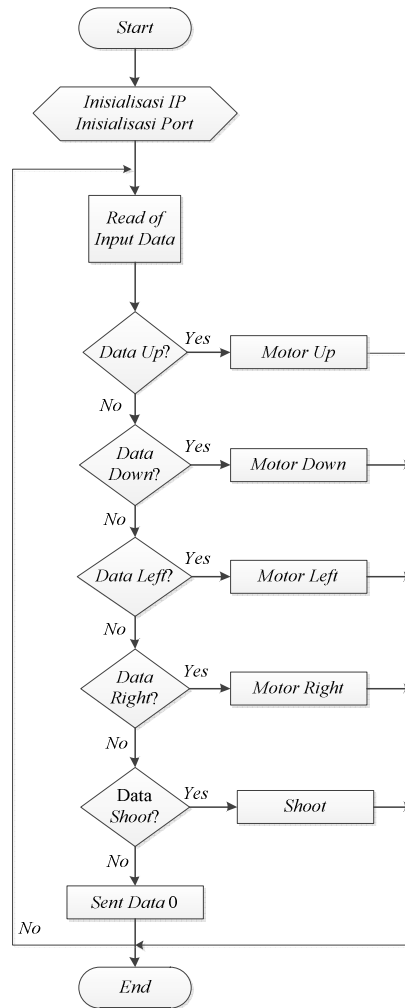 Start
Inisialisasi IP
Inisialisasi Port
Read of
Input Data
Data Up?
Yes
Motor Up
No
Data
Down?
Yes
Motor Down
No
Data Left?
Yes
Motor Left
No
Data
Right?
Yes
Motor Right
No
Data
Shoot?
Yes
Shoot
No
Sent Data 0
No
End